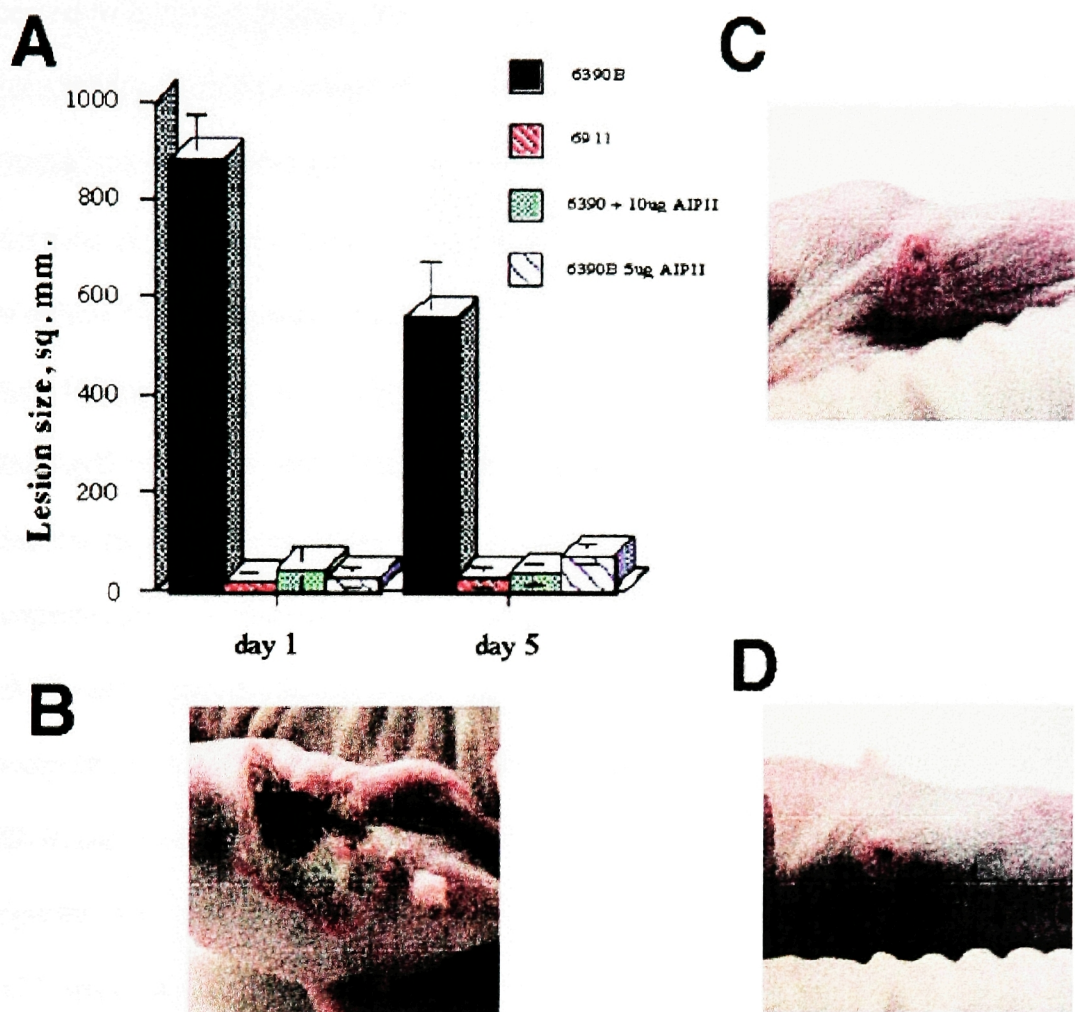 A
Lesion size, sq. mm.
1000
800
600
400
200
0
day 1
day 5
6390B
6911
6390 + 10ug AIPII
6390B 5ug AIPII
C
B
D